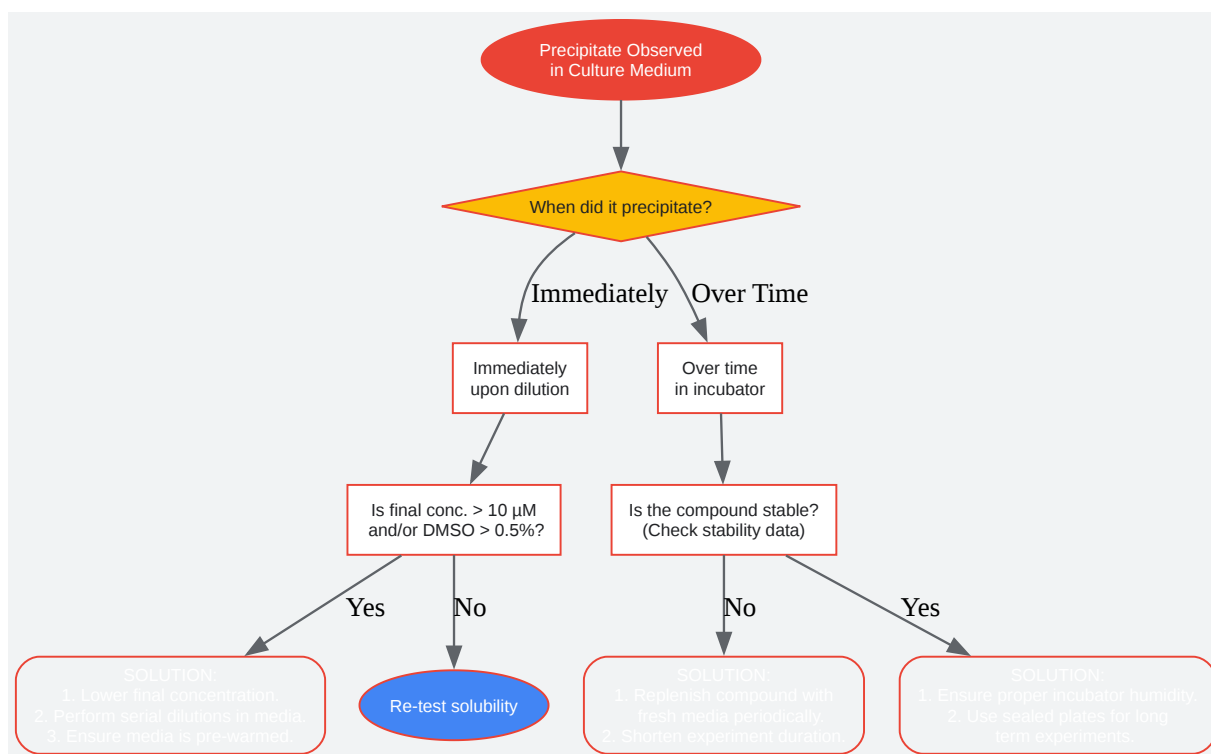 Precipitate Observed
in Culture Medium
When did it precipitate?
Immediately
Over Time
Immediately
upon dilution
Over time
in incubator
Is final conc. > 10 µM
and/or DMSO > 0.5%?
Is the compound stable?
(Check stability data)
Yes
No
No
Yes
SOLUTION:
1. Lower final concentration.
2. Perform serial dilutions in media.
3. Ensure media is pre-warmed.
Re-test solubility
SOLUTION:
1. Replenish compound with
fresh media periodically.
2. Shorten experiment duration.
SOLUTION:
1. Ensure proper incubator humidity.
2. Use sealed plates for long
term experiments.